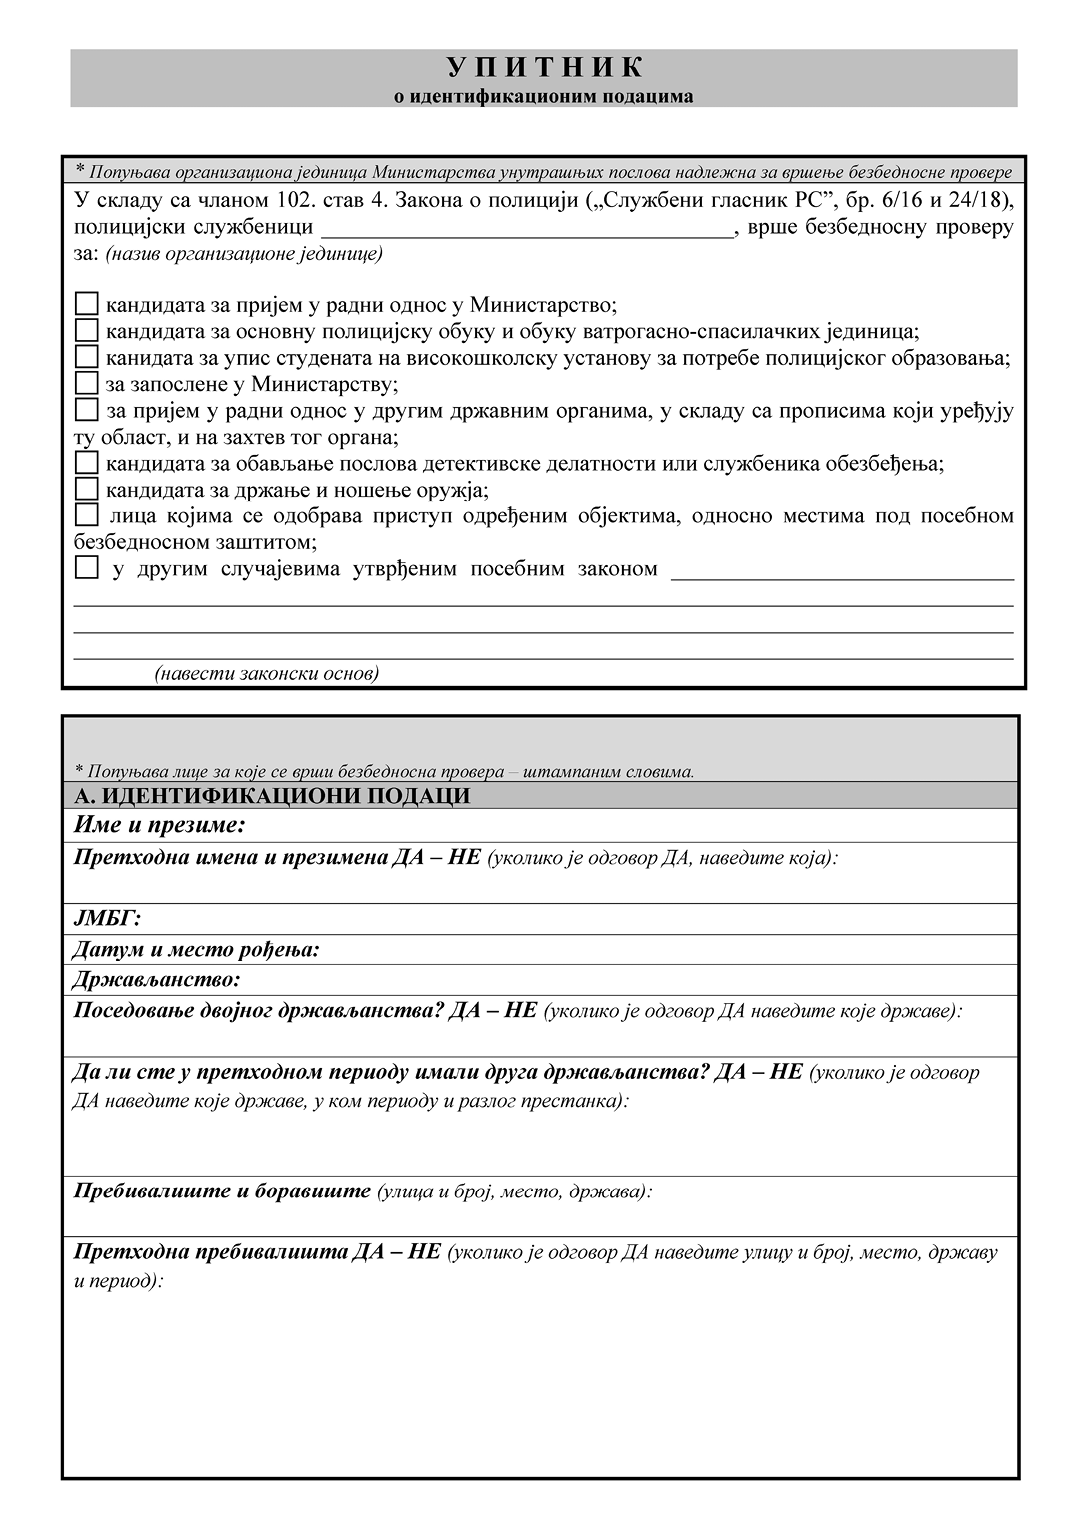 У П И Т Н И К
о идентификационим подацима
* Попуњава организациона јединица Министарства унутрашњих послова надлежна за вршење безбедносне провере
У складу са чланом 102. став 4. Закона о полицији („Службени гласник РС”, бр. 6/16 и 24/18),
полицијски службеници ______________________________________, врше безбедносну проверу
за: (назив организационе јединице)
кандидата за пријем у радни однос у Министарство;
кандидата за основну полицијску обуку и обуку ватрогасно-спасилачких јединица;
канидата за упис студената на високошколску установу за потребе полицијског образовања;
за запослене у Министарству;
за пријем у радни однос у другим државним органима, у складу са прописима који уређују
ту област, и на захтев тог органа;
кандидата за обављање послова детективске делатности или службеника обезбеђења;
кандидата за држање и ношење оружја;
лица којима се одобрава приступ одређеним објектима, односно местима под посебном
безбедносном заштитом;
у другим случајевима утврђеним посебним законом ________________________________
(навести законски основ)
* Попуњава лице за које се врши безбедносна провера – штампаним словима.
А. ИДЕНТИФИКАЦИОНИ ПОДАЦИ
Име и презиме:
Претходна имена и презимена ДА – НЕ (уколико је одговор ДА, наведите која):
ЈМБГ:
Датум и место рођења:
Држављанство:
Поседовање двојног држављанства? ДА – НЕ (уколико је одговор ДА наведите које државе):
Да ли сте у претходном периоду имали друга држављанства? ДА – НЕ (уколико је одговор
ДА наведите које државе, у ком периоду и разлог престанка):
Пребивалиште и боравиште (улица и број, место, држава):
Претходна пребивалишта ДА – НЕ (уколико је одговор ДА наведите улицу и број, место, државу
и период):